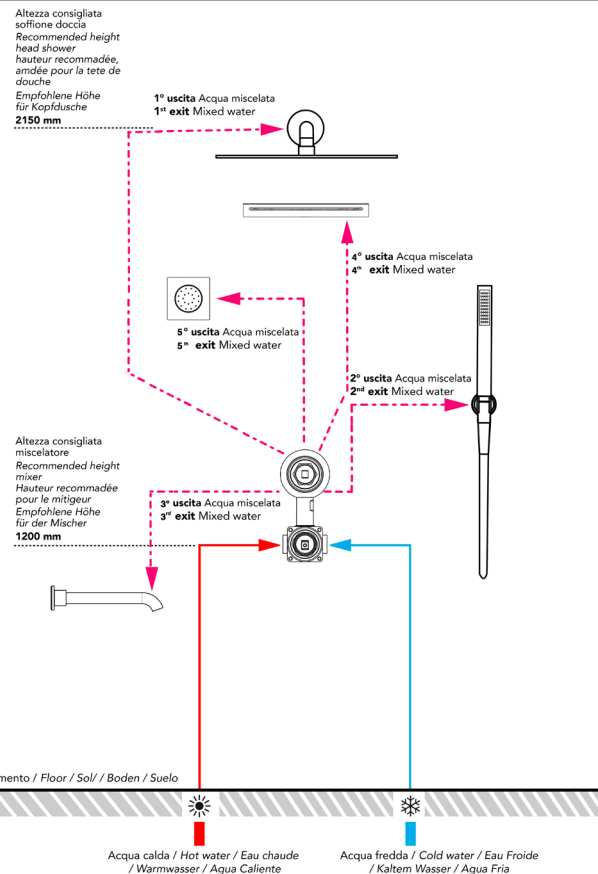 Altezza consigliata
soffione doccia
Recommended height
head shower
hauteur recommadée,
amdée pour la tete de
douche
Empfohlene Höhe
für Kopfdusche
2150 mm
1° uscita Acqua miscelata
1st exit Mixed water
4° uscita Acqua miscelata
4th exit Mixed water
5° uscita Acqua miscelata
5th exit Mixed water
2° uscita Acqua miscelata
2nd exit Mixed water
Altezza consigliata
miscelatore
Recommended height
mixer
Hauteur recommadée
pour le mitigeur
Empfohlene Höhe
für der Mischer
1200 mm
3° uscita Acqua miscelata
3rd exit Mixed water
mento / Floor / Sol/ / Boden / Suelo
Acqua calda / Hot water / Eau chaude
/ Warmwasser / Agua Caliente
Acqua fredda / Cold water / Eau Froide
/ Kaltem Wasser / Agua Fria